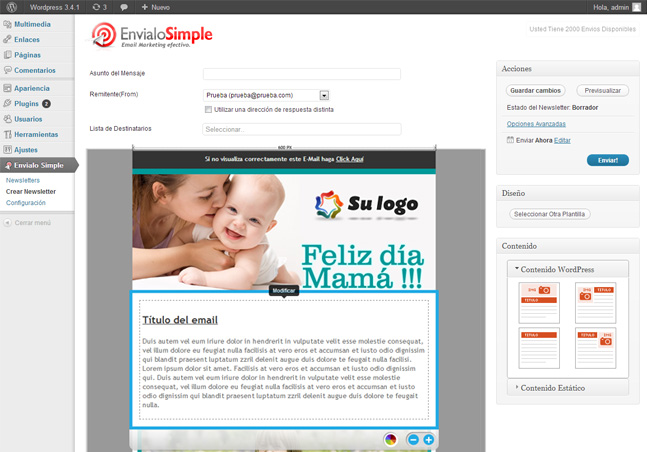 Wordpress 3.4.1
Nuevo
Hola, admin
Multimedia
Enlaces
Páginas
Comentarios
Apariencia
Plugins 2
Usuarios
Herramientas
Ajustes
Envialo Simple
Newsletters
Crear Newsletter
Configuración
Cerrar menú
EnvialoSimple
Email Marketing efectivo.
Usted Tiene 2000 Envios Disponibles
Asunto del Mensaje
Remitente(From)
Prueba (prueba@prueba.com)
Utilizar una dirección de respuesta distinta
Lista de Destinatarios
Seleccionar..
600 PX
Si no visualiza correctamente este E-Mail haga Click Aquí
Su logo
Feliz día
Mamá !!!
Modificar
Título del email
Duis autem vel eum iriure dolor in hendrerit in vulputate velit esse molestie consequat,
vel illum dolore eu feugiat nulla facilisis at vero eros et accumsan et iusto odio dignissim
qui blandit praesent luptatum zzril delenit augue duis dolore te feugait nulla facilisi.
Lorem ipsum dolor sit amet. Facilisis at vero eros et accumsan et iusto odio dignissim
qui. Duis autem vel eum iriure dolor in hendrerit in vulputate velit esse molestie
consequat, vel illum dolore eu feugiat nulla facilisis at vero eros et accumsan et iusto
odio dignissim qui blandit praesent luptatum zzril delenit augue duis dolore te feugait
nulla.
Acciones
Guardar cambios
Previsualizar
Estado del Newsletter: Borrador
Opciones Avanzadas
Enviar Ahora Editar
Enviar!
Diseño
Seleccionar Otra Plantilla
Contenido
Contenido WordPress
IMG
TITULO
IMG
TITULO
TITULO
TITULO
IMG
Contenido Estático